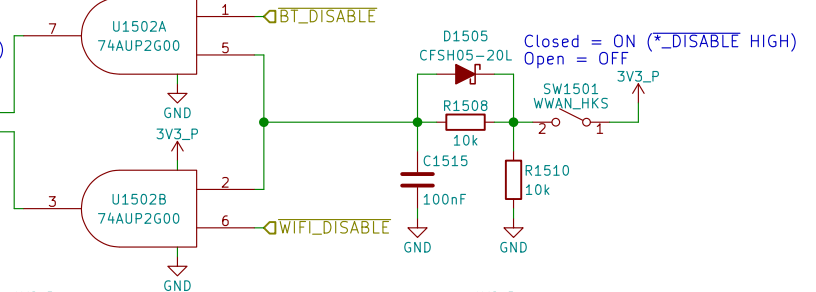 1
BT_DISABLE
U1502A
7
74AUP2G00
5
D1505
CFSH05-20L
Closed = ON (*_DISABLE HIGH)
Open = OFF
)
3V3_P
SW1501
WWAN_HKS
GND
R1508
3V3_P
2
1
10k
C1515
R1510
10k
U1502B
2
3
74AUP2G00
100nF
6
WIFI_DISABLE
GND
GND
GND